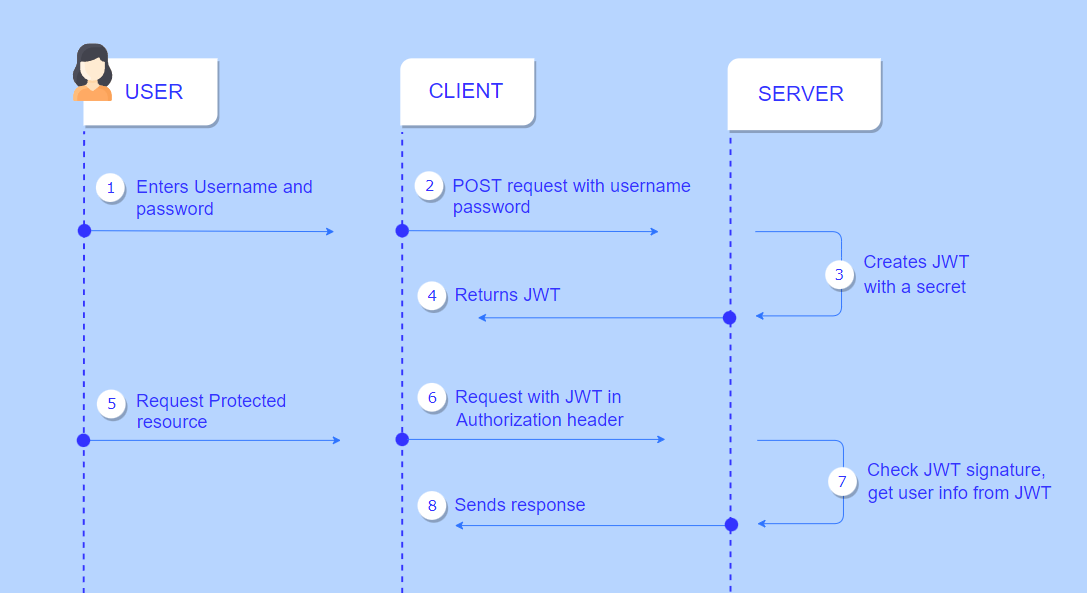 USER
CLIENT
SERVER
1
Enters Username and
password
2
POST request with username
password
3
Creates JWT
with a secret
4
Returns JWT
5
Request Protected
resource
6
Request with JWT in
Authorization header
7
Check JWT signature,
get user info from JWT
8
Sends response